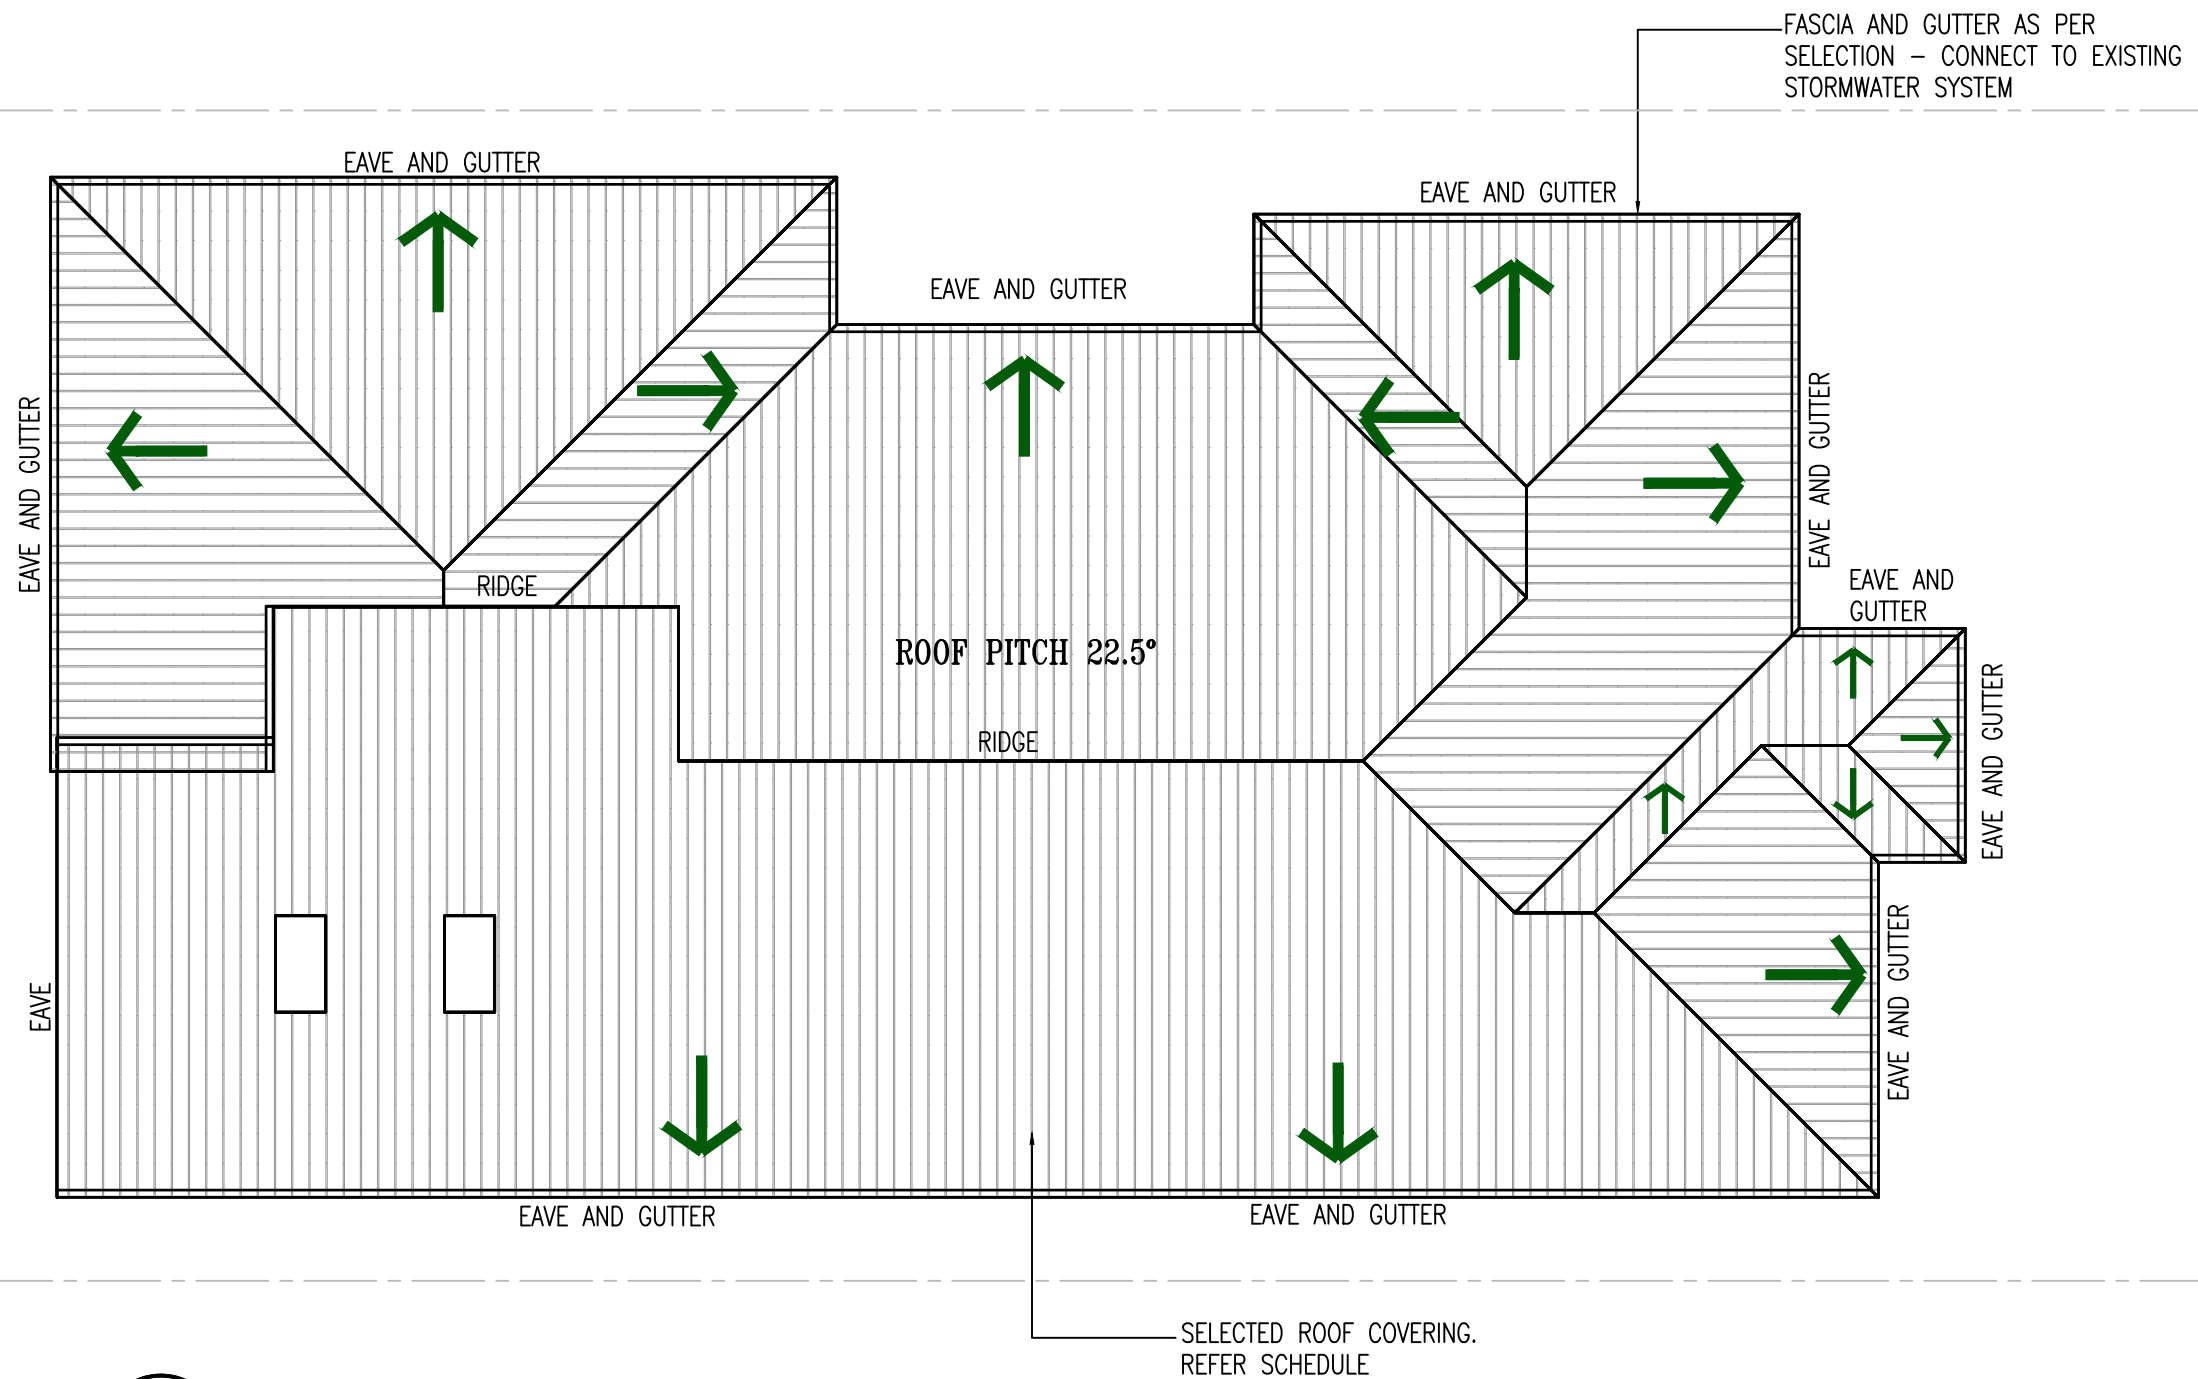 FASCIA AND GUTTER AS PER
SELECTION - CONNECT TO EXISTING
STORMWATER SYSTEM
EAVE AND GUTTER
EAVE AND GUTTER
EAVE AND GUTTER
EAVE AND GUTTER
EAVE AND GUTTER
EAVE AND
GUTTER
RIDGE
ROOF PITCH 22.5°
RIDGE
EAVE AND GUTTER
EAVE
EAVE AND GUTTER
EAVE AND GUTTER
EAVE AND GUTTER
SELECTED ROOF COVERING.
REFER SCHEDULE